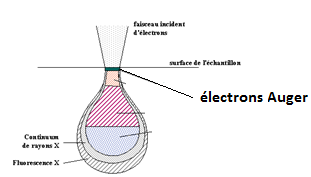 faisceau incident
d'électrons
surface de l'échantillon
électrons Auger
Continuum
de rayons X
Fluorescence X